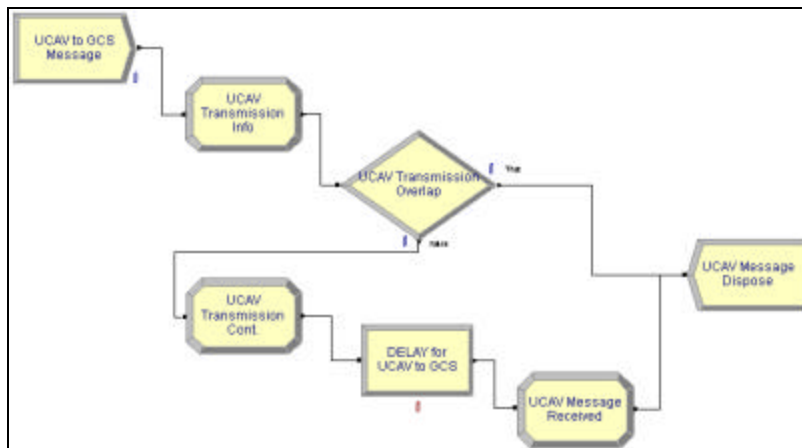 UCAV to GCS
Message
UCAV
Transmission
Info
UCAV Transmission
Overlap
True
False
UCAV Message
Dispose
UCAV
Transmission
Cont.
DELAY for
UCAV to GCS
UCAV Message
Received